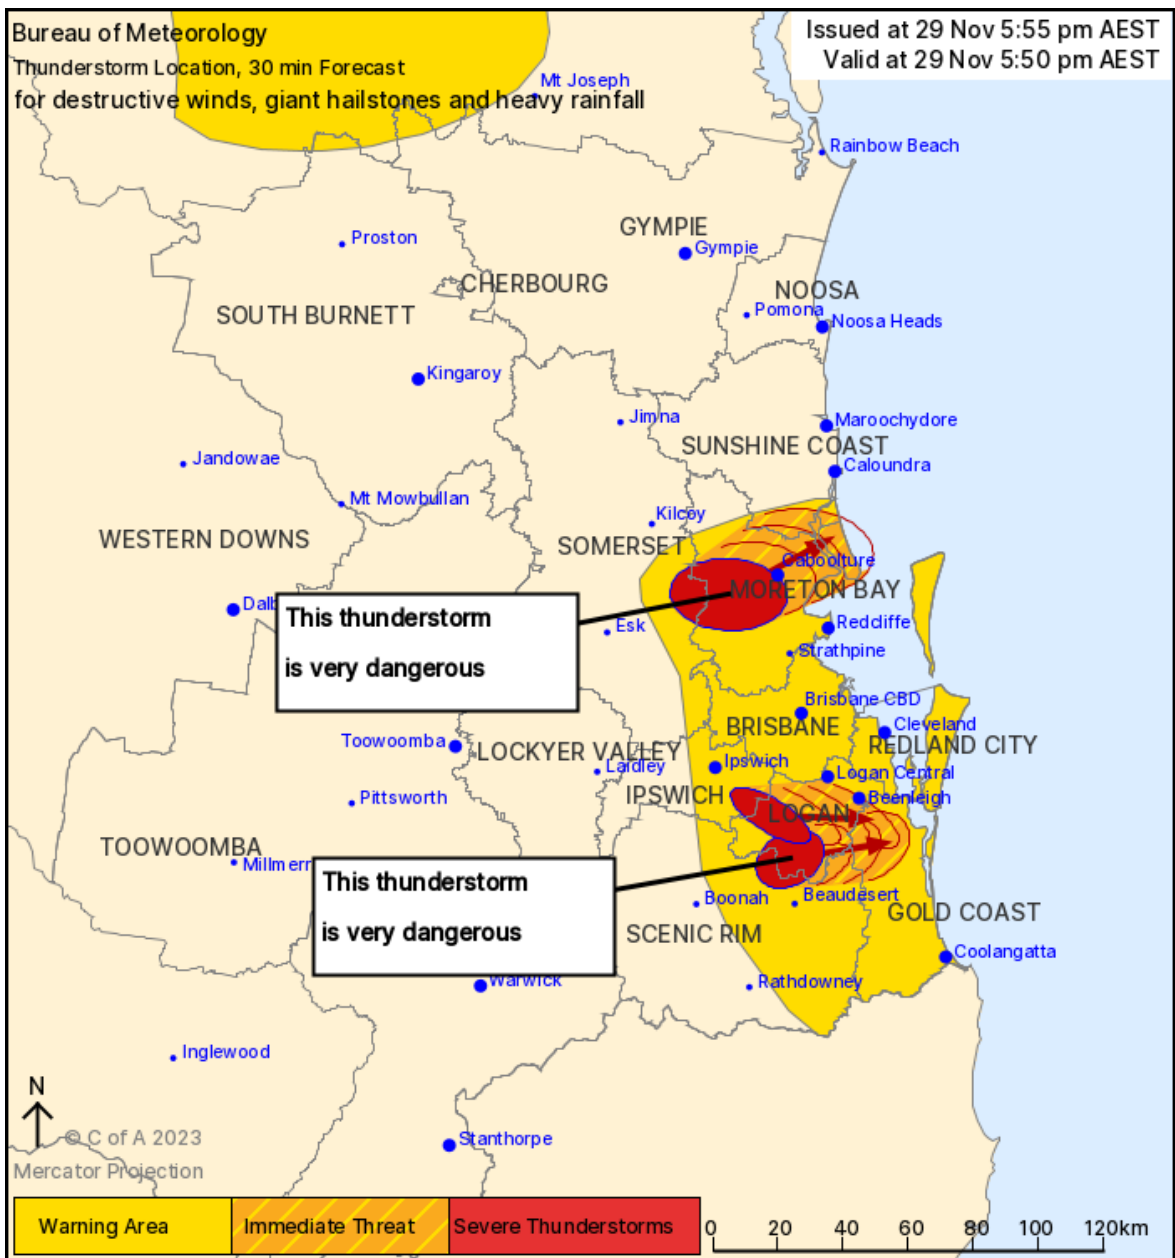 Bureau of Meteorology
Issued at 29 Nov 5:55 pm AEST
Thunderstorm Location, 30 min Forecast
Valid at 29 Nov 5:50 pm AEST
for destructive winds, giant hailstones and heavy rainfall
Mt Joseph
Rainbow Beach
GYMPIE
Proston
Gympie
CHERBOURG
NOOSA
SOUTH BURNETT
Pomona
Noosa Heads
Kingaroy
Jimna
Maroochydore
SUNSHINE COAST
Jandowae
Caloundra
Mt Mowbullan
Kilcoy
WESTERN DOWNS
SOMERSET
Caboolture
MORETON BAY
Dalb
This thunderstorm
is very dangerous
Esk
Redcliffe
Strathpine
Brisbane CBD
BRISBANE
Cleveland
Toowoomba
LOCKYER VALLEY
REDLAND CITY
Laidley
Ipswich
Logan Central
Pittsworth
IPSWICH
Beenleigh
LOGAN
TOOWOOMBA
Millmerr
This thunderstorm
is very dangerous
Boonah
Beaudesert
GOLD COAST
SCENIC RIM
Coolangatta
Warwick
Rathdowney
Inglewood
N
© C of A 2023
Stanthorpe
Mercator Projection
Warning Area
Immediate Threat
Severe Thunderstorms
0 20 40 60 80 100 120km